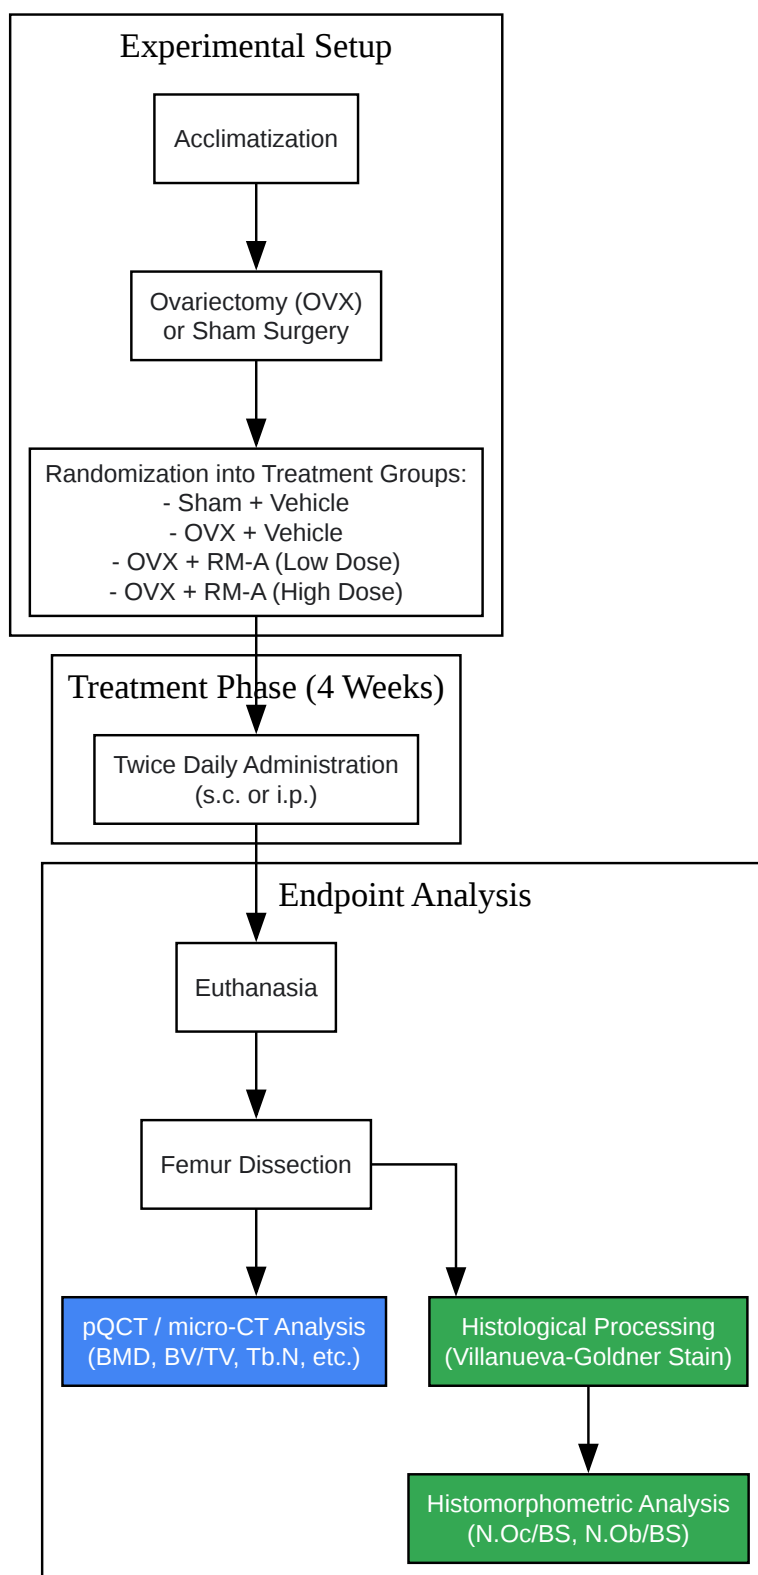 Experimental Setup
Acclimatization
Ovariectomy (OVX)
or Sham Surgery
Randomization into Treatment Groups:
- Sham + Vehicle
- OVX + Vehicle
- OVX + RM-A (Low Dose)
- OVX + RM-A (High Dose)
Treatment Phase (4 Weeks)
Twice Daily Administration
(s.c. or i.p.)
Endpoint Analysis
Euthanasia
Femur Dissection
pQCT / micro-CT Analysis
(BMD, BV/TV, Tb.N, etc.)
Histological Processing
(Villanueva-Goldner Stain)
Histomorphometric Analysis
(N.Oc/BS, N.Ob/BS)